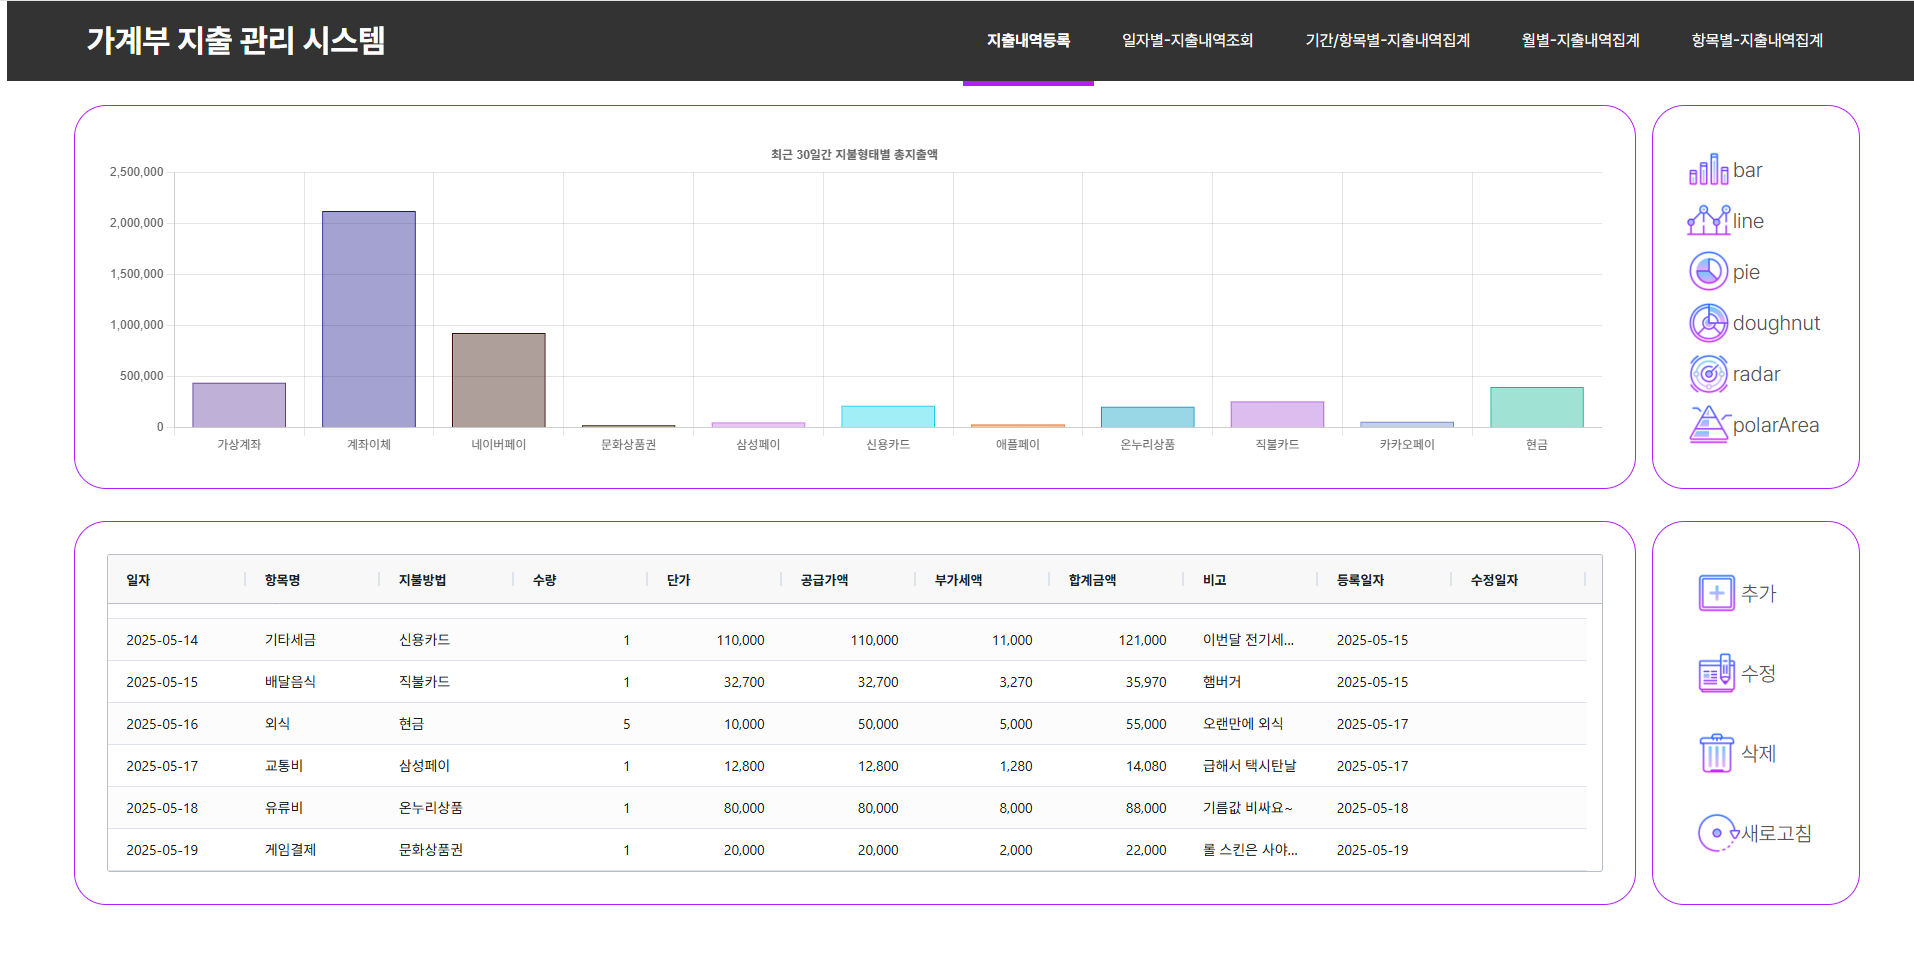 가계부 지출 관리 시스템
지출내역등록 일자별-지출내역조회 기간/항목별-지출내역집계 월별-지출내역집계 항목별-지출내역집계
최근 30일간 지불형태별 총지출액
2,500,000
2,000,000
1,500,000
1,000,000
500,000
0
가상계좌 계좌이체 네이버페이 문화상품권 삼성페이 신용카드 애플페이 온누리상품 직불카드 카카오페이 현금
bar
line
pie
doughnut
radar
polarArea
일자 항목명 지불방법 수량 단가 공급가액 부가세액 합계금액 비고 등록일자 수정일자
2025-05-14 기타세금 신용카드 1 110,000 110,000 11,000 121,000 이번달 전기세... 2025-05-15
2025-05-15 배달음식 직불카드 1 32,700 32,700 3,270 35,970 햄버거 2025-05-15
2025-05-16 외식 현금 5 10,000 50,000 5,000 55,000 오랜만에 외식 2025-05-17
2025-05-17 교통비 삼성페이 1 12,800 12,800 1,280 14,080 급해서 택시탄날 2025-05-17
2025-05-18 유류비 온누리상품 1 80,000 80,000 8,000 88,000 기름값 비싸요~ 2025-05-18
2025-05-19 게임결제 문화상품권 1 20,000 20,000 2,000 22,000 롤 스킨은 사야... 2025-05-19
추가
수정
삭제
새로고침